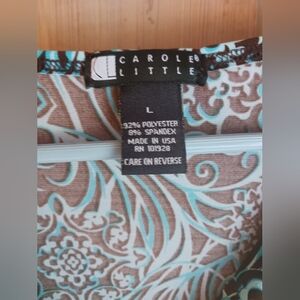 CAROLE
LITTLE
L
92% POLYESTER
8% SPANDEX
MADE IN USA
RN 101928
CARE ON REVERSE